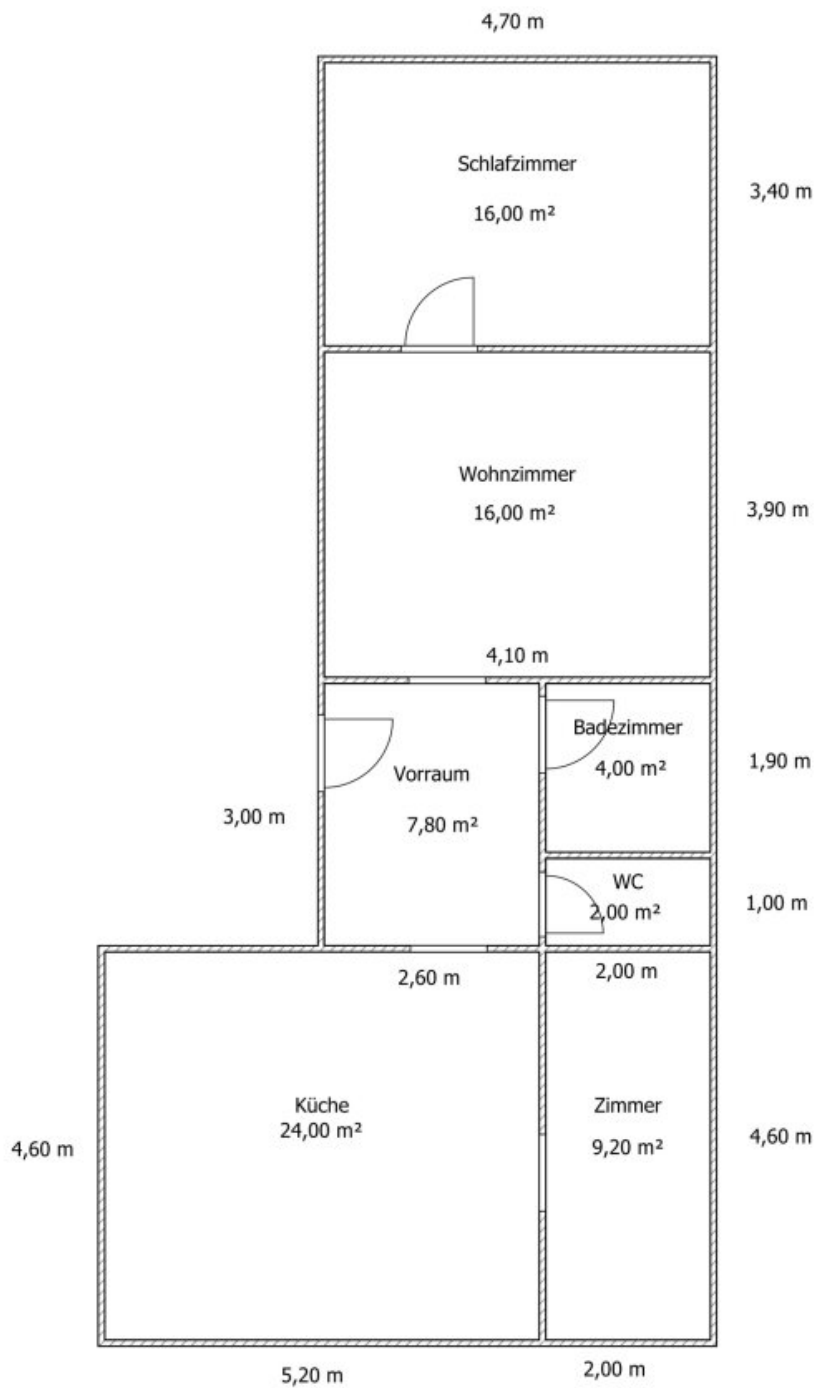 4,70 m
Schlafzimmer
16,00 m²
3,40 m
Wohnzimmer
16,00 m²
3,90 m
4,10 m
Badezimmer
4,00 m²
1,90 m
Vorraum
7,80 m²
3,00 m
WC
2,00 m²
1,00 m
2,60 m
2,00 m
Küche
24,00 m²
Zimmer
9,20 m²
4,60 m
4,60 m
5,20 m
2,00 m